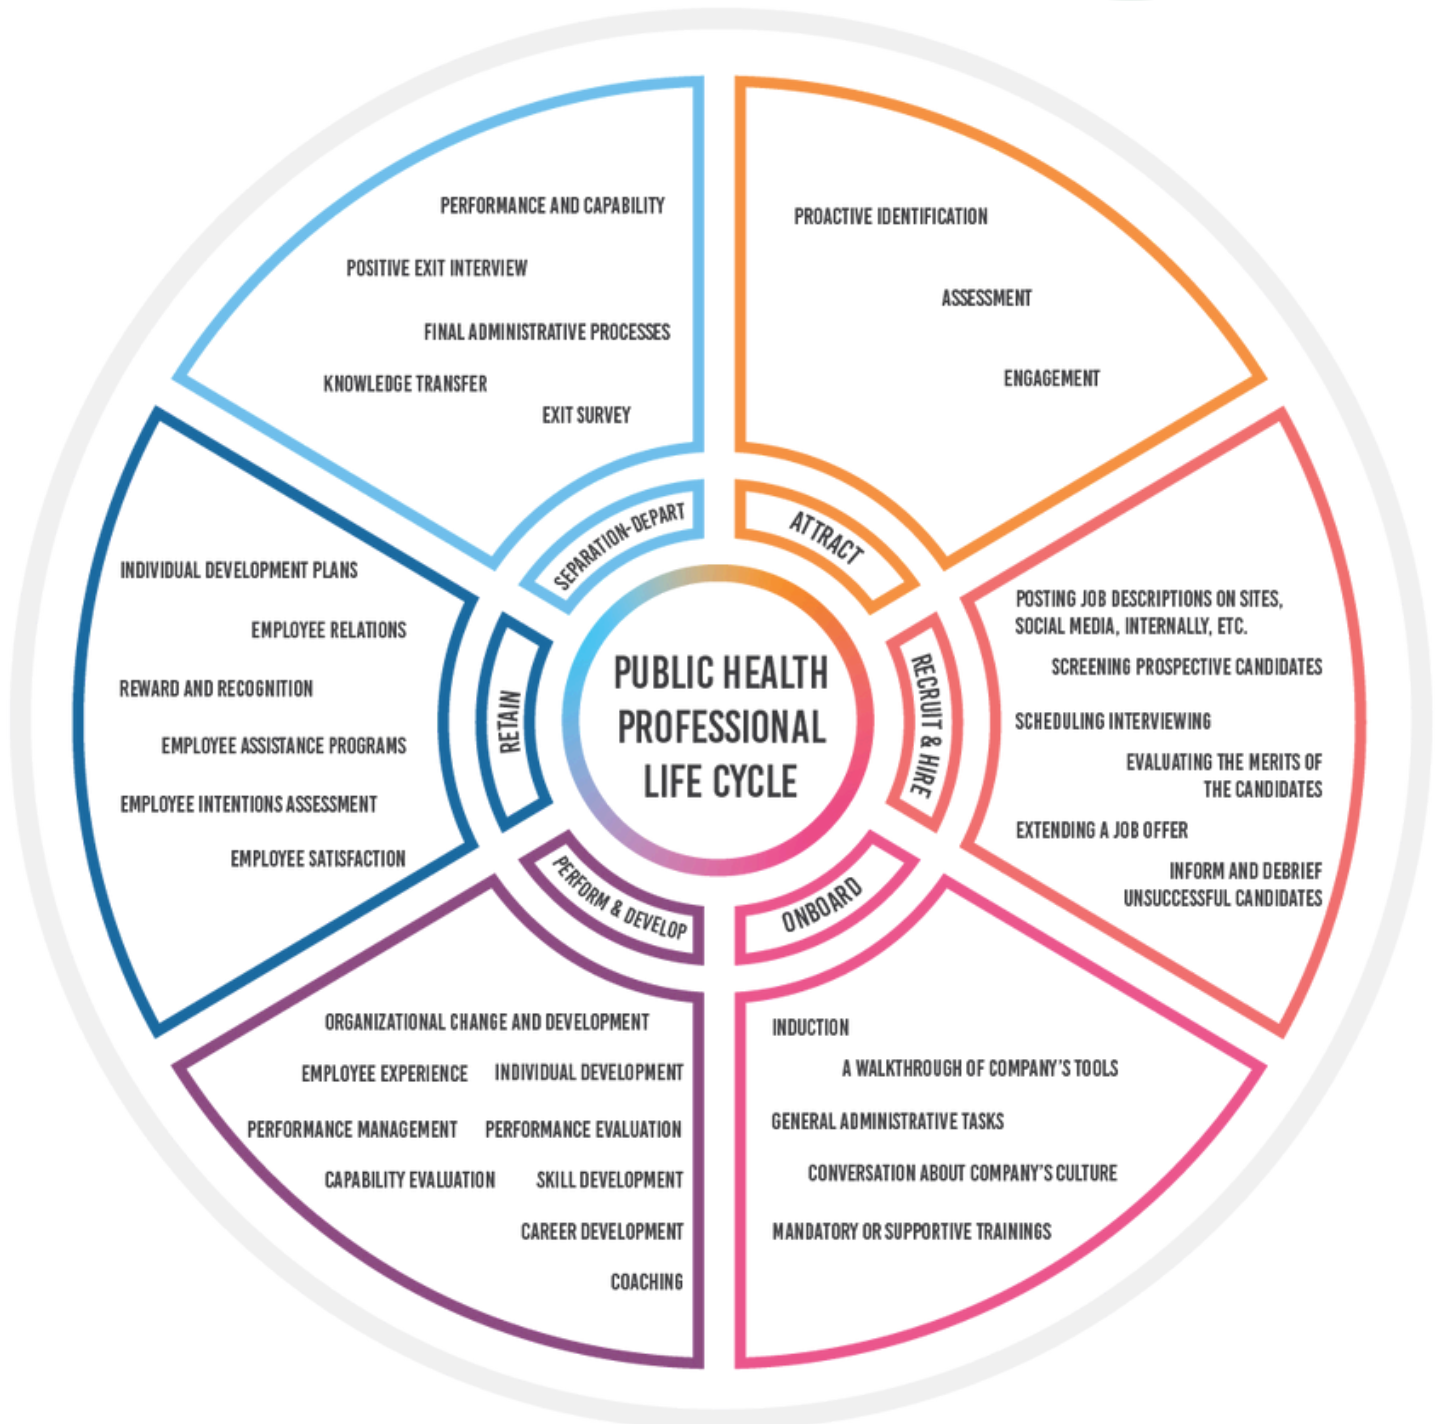 PUBLIC HEALTH
PROFESSIONAL
LIFE CYCLE
ATTRACT
PROACTIVE IDENTIFICATION
ASSESSMENT
ENGAGEMENT
RECRUIT & HIRE
POSTING JOB DESCRIPTIONS ON SITES,
SOCIAL MEDIA, INTERNALLY, ETC.
SCREENING PROSPECTIVE CANDIDATES
SCHEDULING INTERVIEWING
EVALUATING THE MERITS OF
THE CANDIDATES
EXTENDING A JOB OFFER
INFORM AND DEBRIEF
UNSUCCESSFUL CANDIDATES
ONBOARD
INDUCTION
A WALKTHROUGH OF COMPANY'S TOOLS
GENERAL ADMINISTRATIVE TASKS
CONVERSATION ABOUT COMPANY'S CULTURE
MANDATORY OR SUPPORTIVE TRAININGS
PERFORM & DEVELOP
ORGANIZATIONAL CHANGE AND DEVELOPMENT
EMPLOYEE EXPERIENCE
INDIVIDUAL DEVELOPMENT
PERFORMANCE MANAGEMENT
PERFORMANCE EVALUATION
CAPABILITY EVALUATION
SKILL DEVELOPMENT
CAREER DEVELOPMENT
COACHING
RETAIN
INDIVIDUAL DEVELOPMENT PLANS
EMPLOYEE RELATIONS
REWARD AND RECOGNITION
EMPLOYEE ASSISTANCE PROGRAMS
EMPLOYEE INTENTIONS ASSESSMENT
EMPLOYEE SATISFACTION
SEPARATION-DEPART
PERFORMANCE AND CAPABILITY
POSITIVE EXIT INTERVIEW
FINAL ADMINISTRATIVE PROCESSES
KNOWLEDGE TRANSFER
EXIT SURVEY